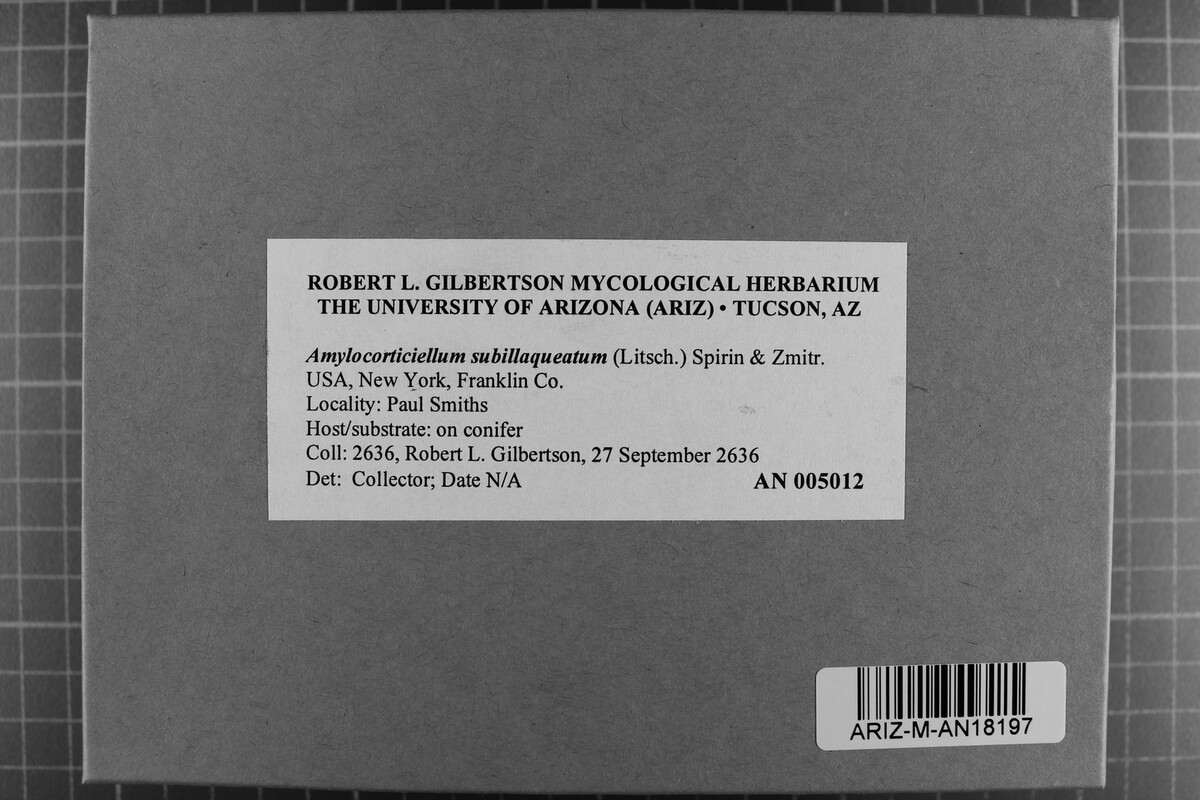 ROBERT L. GILBERTSON MYCOLOGICAL HERBARIUM
THE UNIVERSITY OF ARIZONA (ARIZ) • TUCSON, AZ
Amylocorticiellum subillaqueatum (Litsch.) Spirin & Zmitr.
USA, New York, Franklin Co.
Locality: Paul Smiths
Host/substrate: on conifer
Coll: 2636, Robert L. Gilbertson, 27 September 2636
Det: Collector; Date N/A AN 005012
ARIZ-M-AN18197